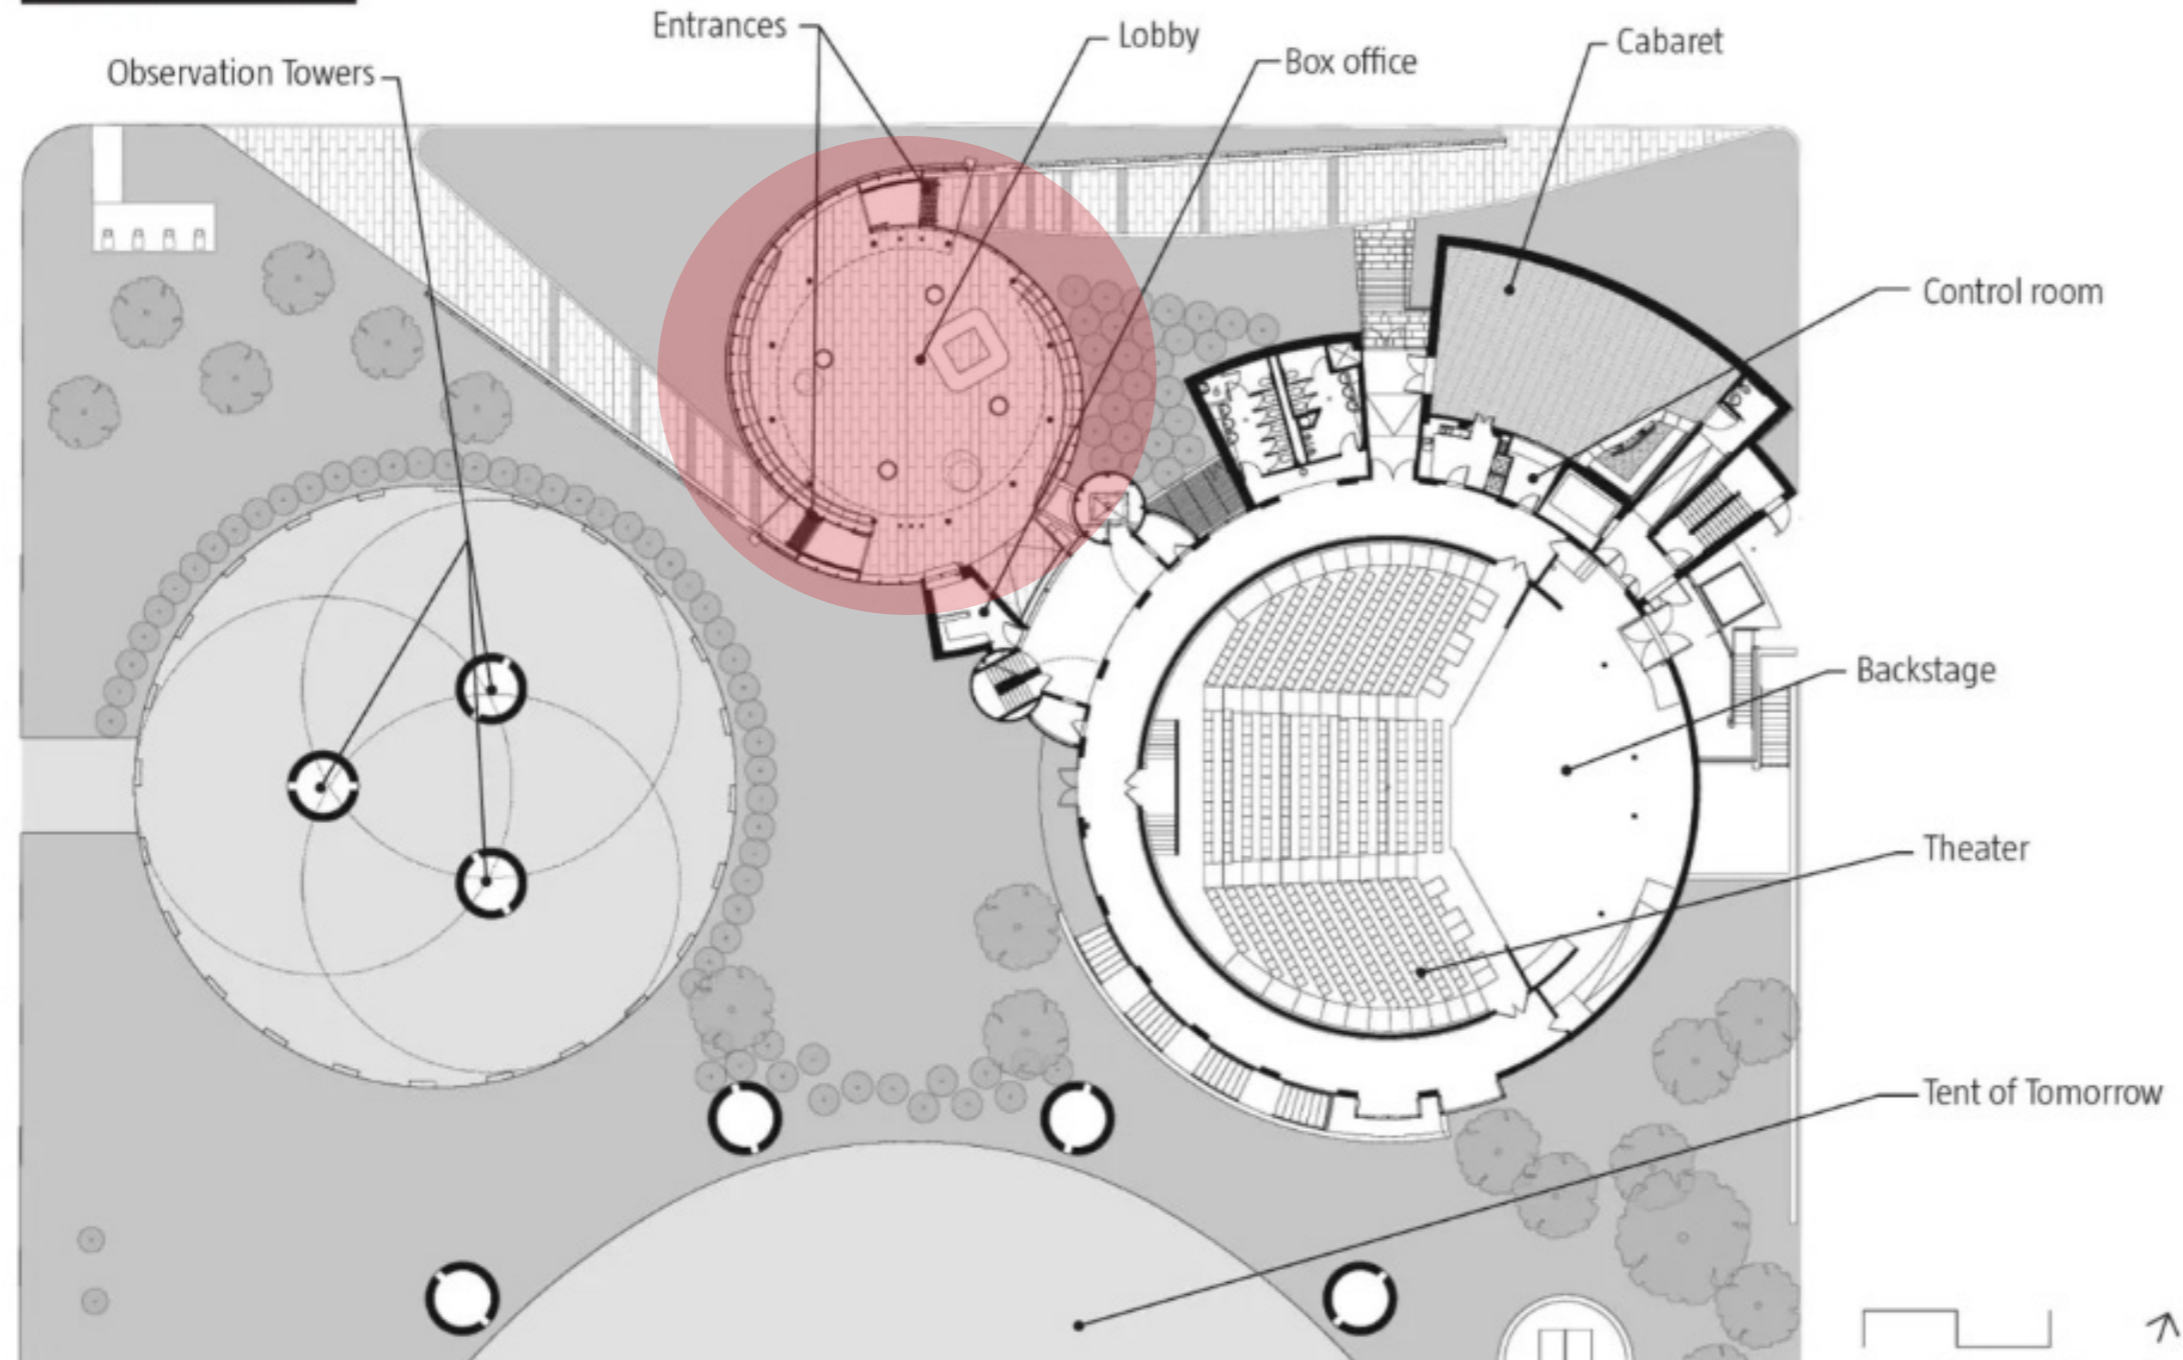 Entrances
Lobby
Cabaret
Box office
Observation Towers
Control room
Backstage
Theater
Tent of Tomorrow